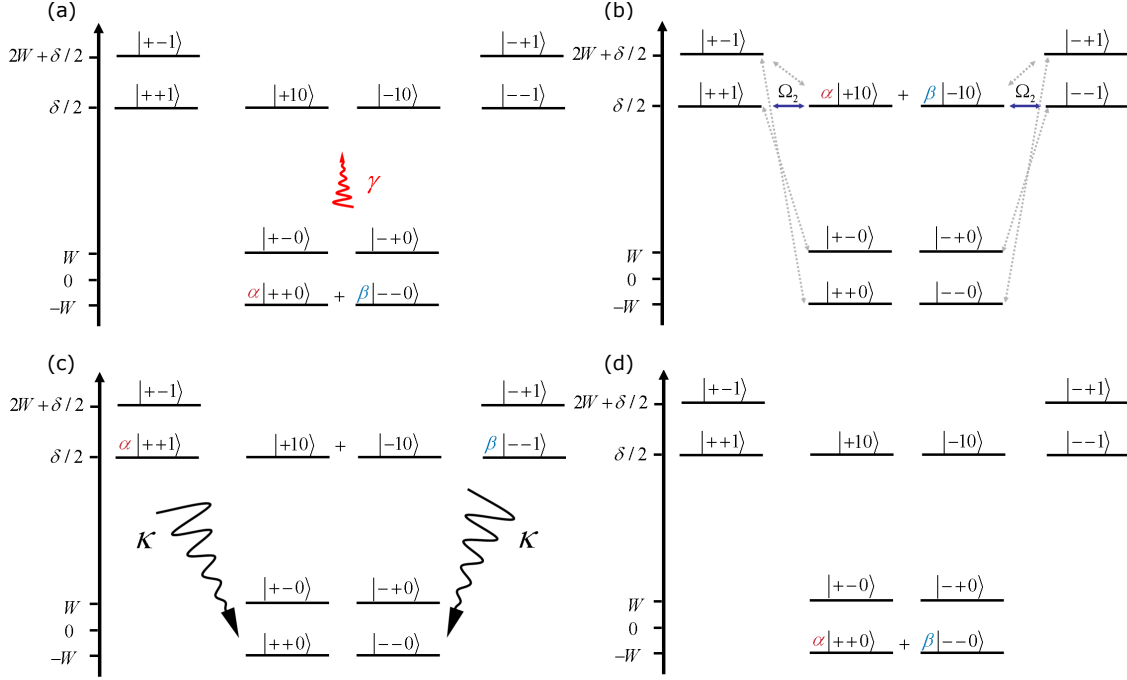 (a)
|+−1⟩ |−+1⟩
2W + δ/2
|++1⟩ |+10⟩ |−10⟩ |−−1⟩
δ/2
γ
|+−0⟩ |−+0⟩
W
0
α|++0⟩ + β|−−0⟩
−W
(b)
|+−1⟩ |−+1⟩
2W + δ/2
|++1⟩ Ω₂ α|+10⟩ + β|−10⟩ Ω₂ |−−1⟩
δ/2
|+−0⟩ |−+0⟩
W
0
|++0⟩ |−−0⟩
−W
(c)
|+−1⟩ |−+1⟩
2W + δ/2
α|++1⟩ |+10⟩ + |−10⟩ β|−−1⟩
δ/2
κ κ
|+−0⟩ |−+0⟩
W
0
|++0⟩ |−−0⟩
−W
(d)
|+−1⟩ |−+1⟩
2W + δ/2
|++1⟩ |+10⟩ |−10⟩ |−−1⟩
δ/2
|+−0⟩ |−+0⟩
W
0
α|++0⟩ + β|−−0⟩
−W